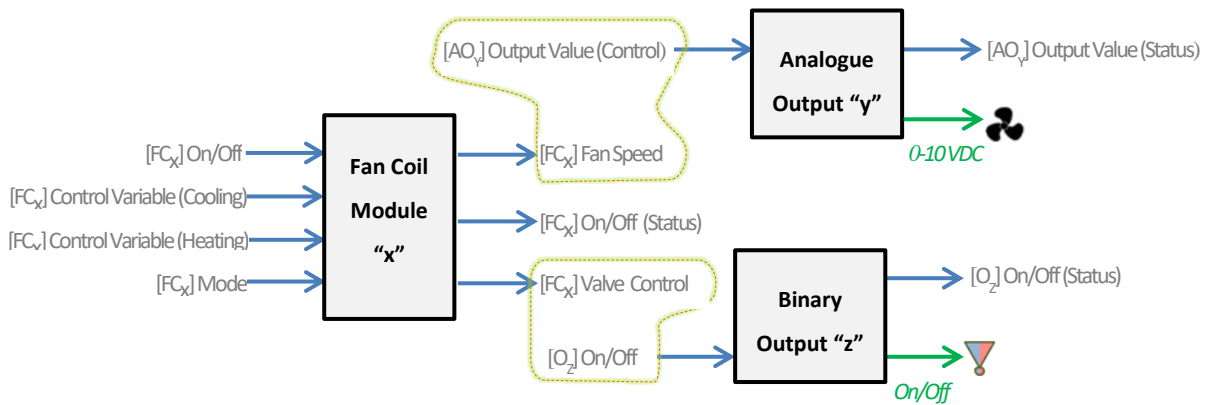 [AOY] Output Value (Control)
Analogue
Output “y”
[AOY] Output Value (Status)
0-10 VDC
[FCX] On/Off
[FCX] Control Variable (Cooling)
[FCX] Control Variable (Heating)
[FCX] Mode
Fan Coil
Module
“x”
[FCX] Fan Speed
[FCX] On/Off (Status)
[FCX] Valve Control
[OZ] On/Off
Binary
Output “z”
[OZ] On/Off (Status)
On/Off